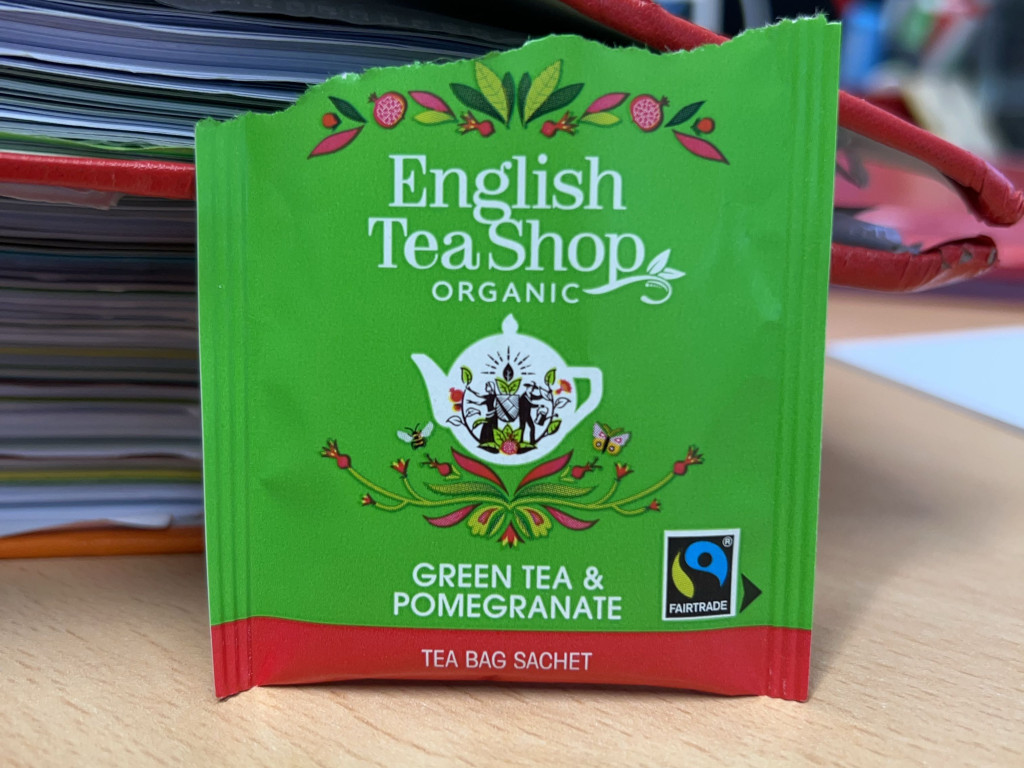 English
Tea Shop
ORGANIC
GREEN TEA &
POMEGRANATE
®
FAIRTRADE
TEA BAG SACHET